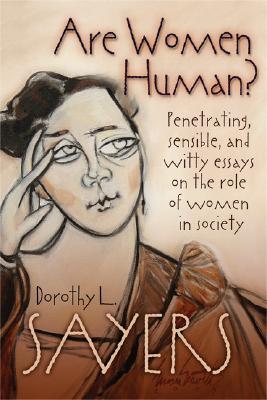 Are Women
Human?
Penetrating,
sensible, and
witty essays
on the role
of women
in society
Dorothy L.
SAYERS